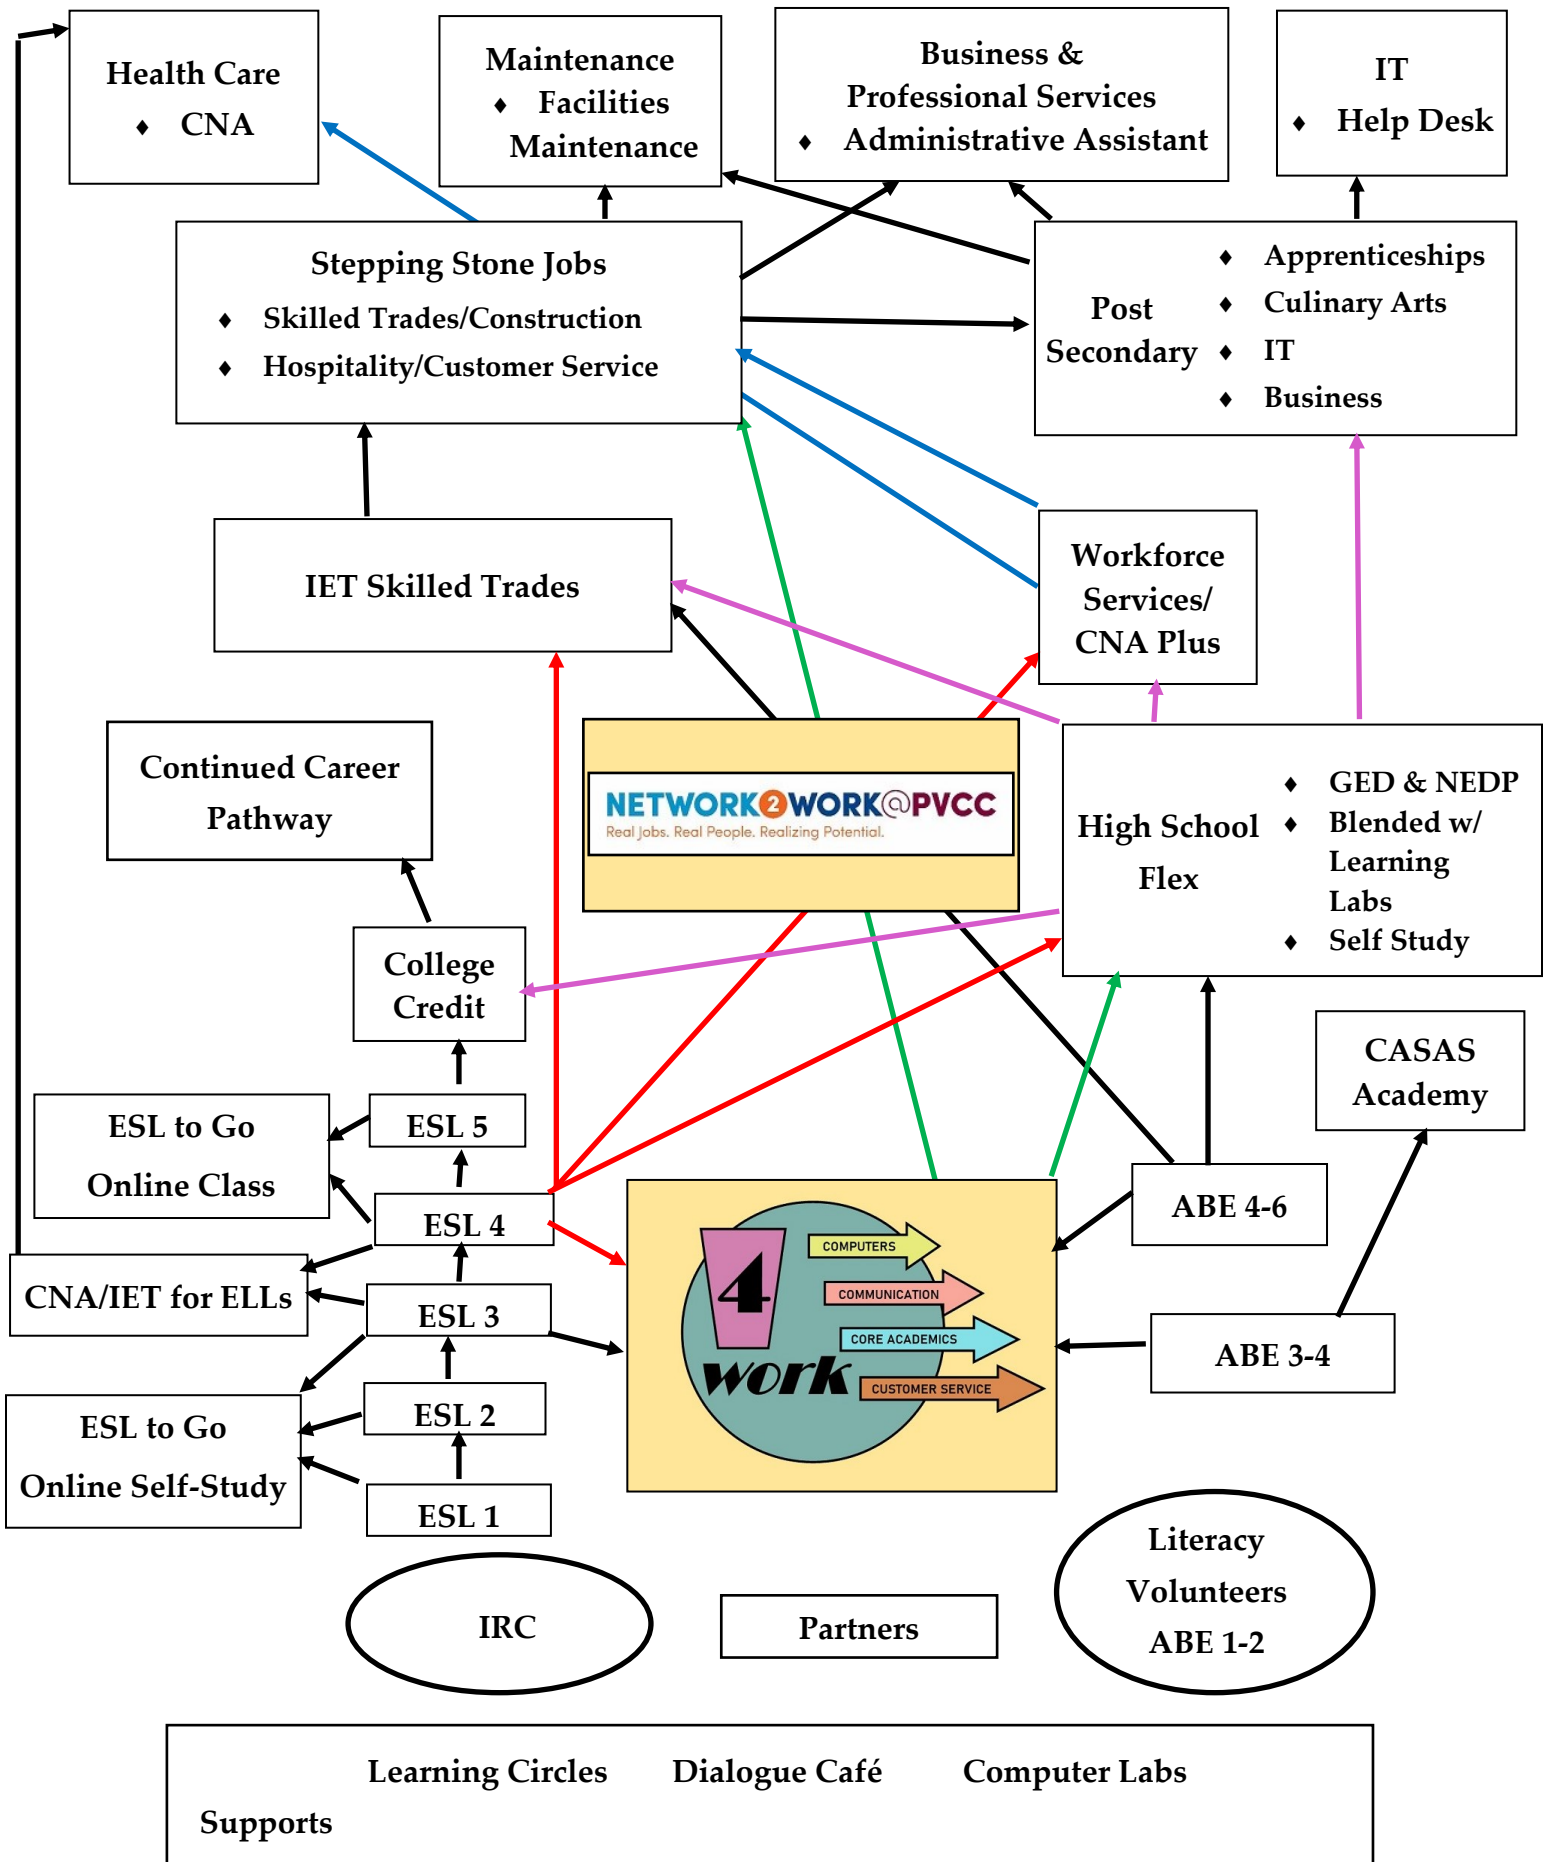 Health Care
♦ CNA
Maintenance
♦ Facilities
Maintenance
Business &
Professional Services
♦ Administrative Assistant
IT
♦ Help Desk
Stepping Stone Jobs
♦ Skilled Trades/Construction
♦ Hospitality/Customer Service
Post
Secondary
♦ Apprenticeships
♦ Culinary Arts
♦ IT
♦ Business
IET Skilled Trades
Workforce
Services/
CNA Plus
Continued Career
Pathway
NETWORK2WORK@PVCC
Real Jobs. Real People. Realizing Potential.
High School
Flex
♦ GED & NEDP
♦ Blended w/
Learning
Labs
♦ Self Study
College
Credit
CASAS
Academy
ESL to Go
Online Class
ESL 5
ESL 4
ABE 4-6
CNA/IET for ELLs
ESL 3
4
work
COMPUTERS
COMMUNICATION
CORE ACADEMICS
CUSTOMER SERVICE
ABE 3-4
ESL to Go
Online Self-Study
ESL 2
ESL 1
IRC
Partners
Literacy
Volunteers
ABE 1-2
Learning Circles Dialogue Café Computer Labs
Supports